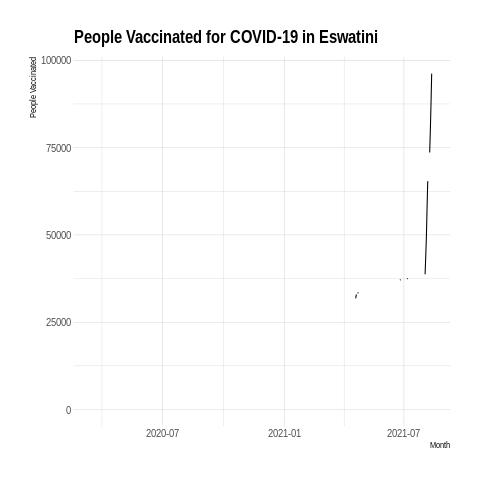 People Vaccinated for COVID-19 in Eswatini
People Vaccinated
100000
75000
50000
25000
0
2020-07 2021-01 2021-07
Month